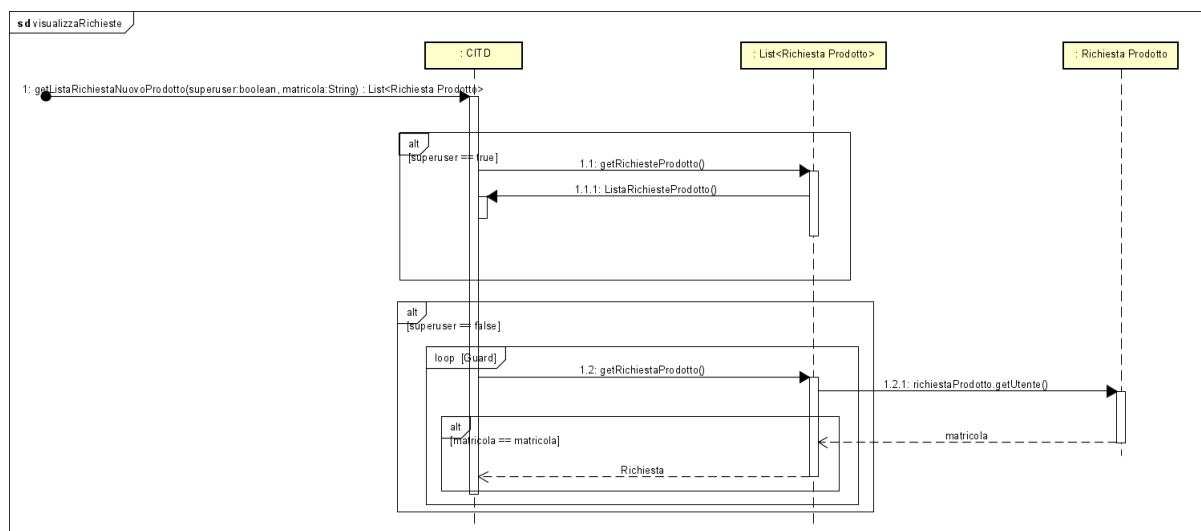 sd visualizzaRichieste
: CITD
: List<Richiesta Prodotto>
: Richiesta Prodotto
1: getListaRichiestaNuovoProdotto(superuser:boolean, matricola:String) : List<Richiesta Prodotto>
alt
[superuser == true]
1.1: getRichiesteProdotto()
1.1.1: ListaRichiesteProdotto()
alt
[superuser == false]
loop [Guard]
1.2: getRichiestaProdotto()
1.2.1: richiestaProdotto.getUtente()
alt
[matricola == matricola]
matricola
Richiesta